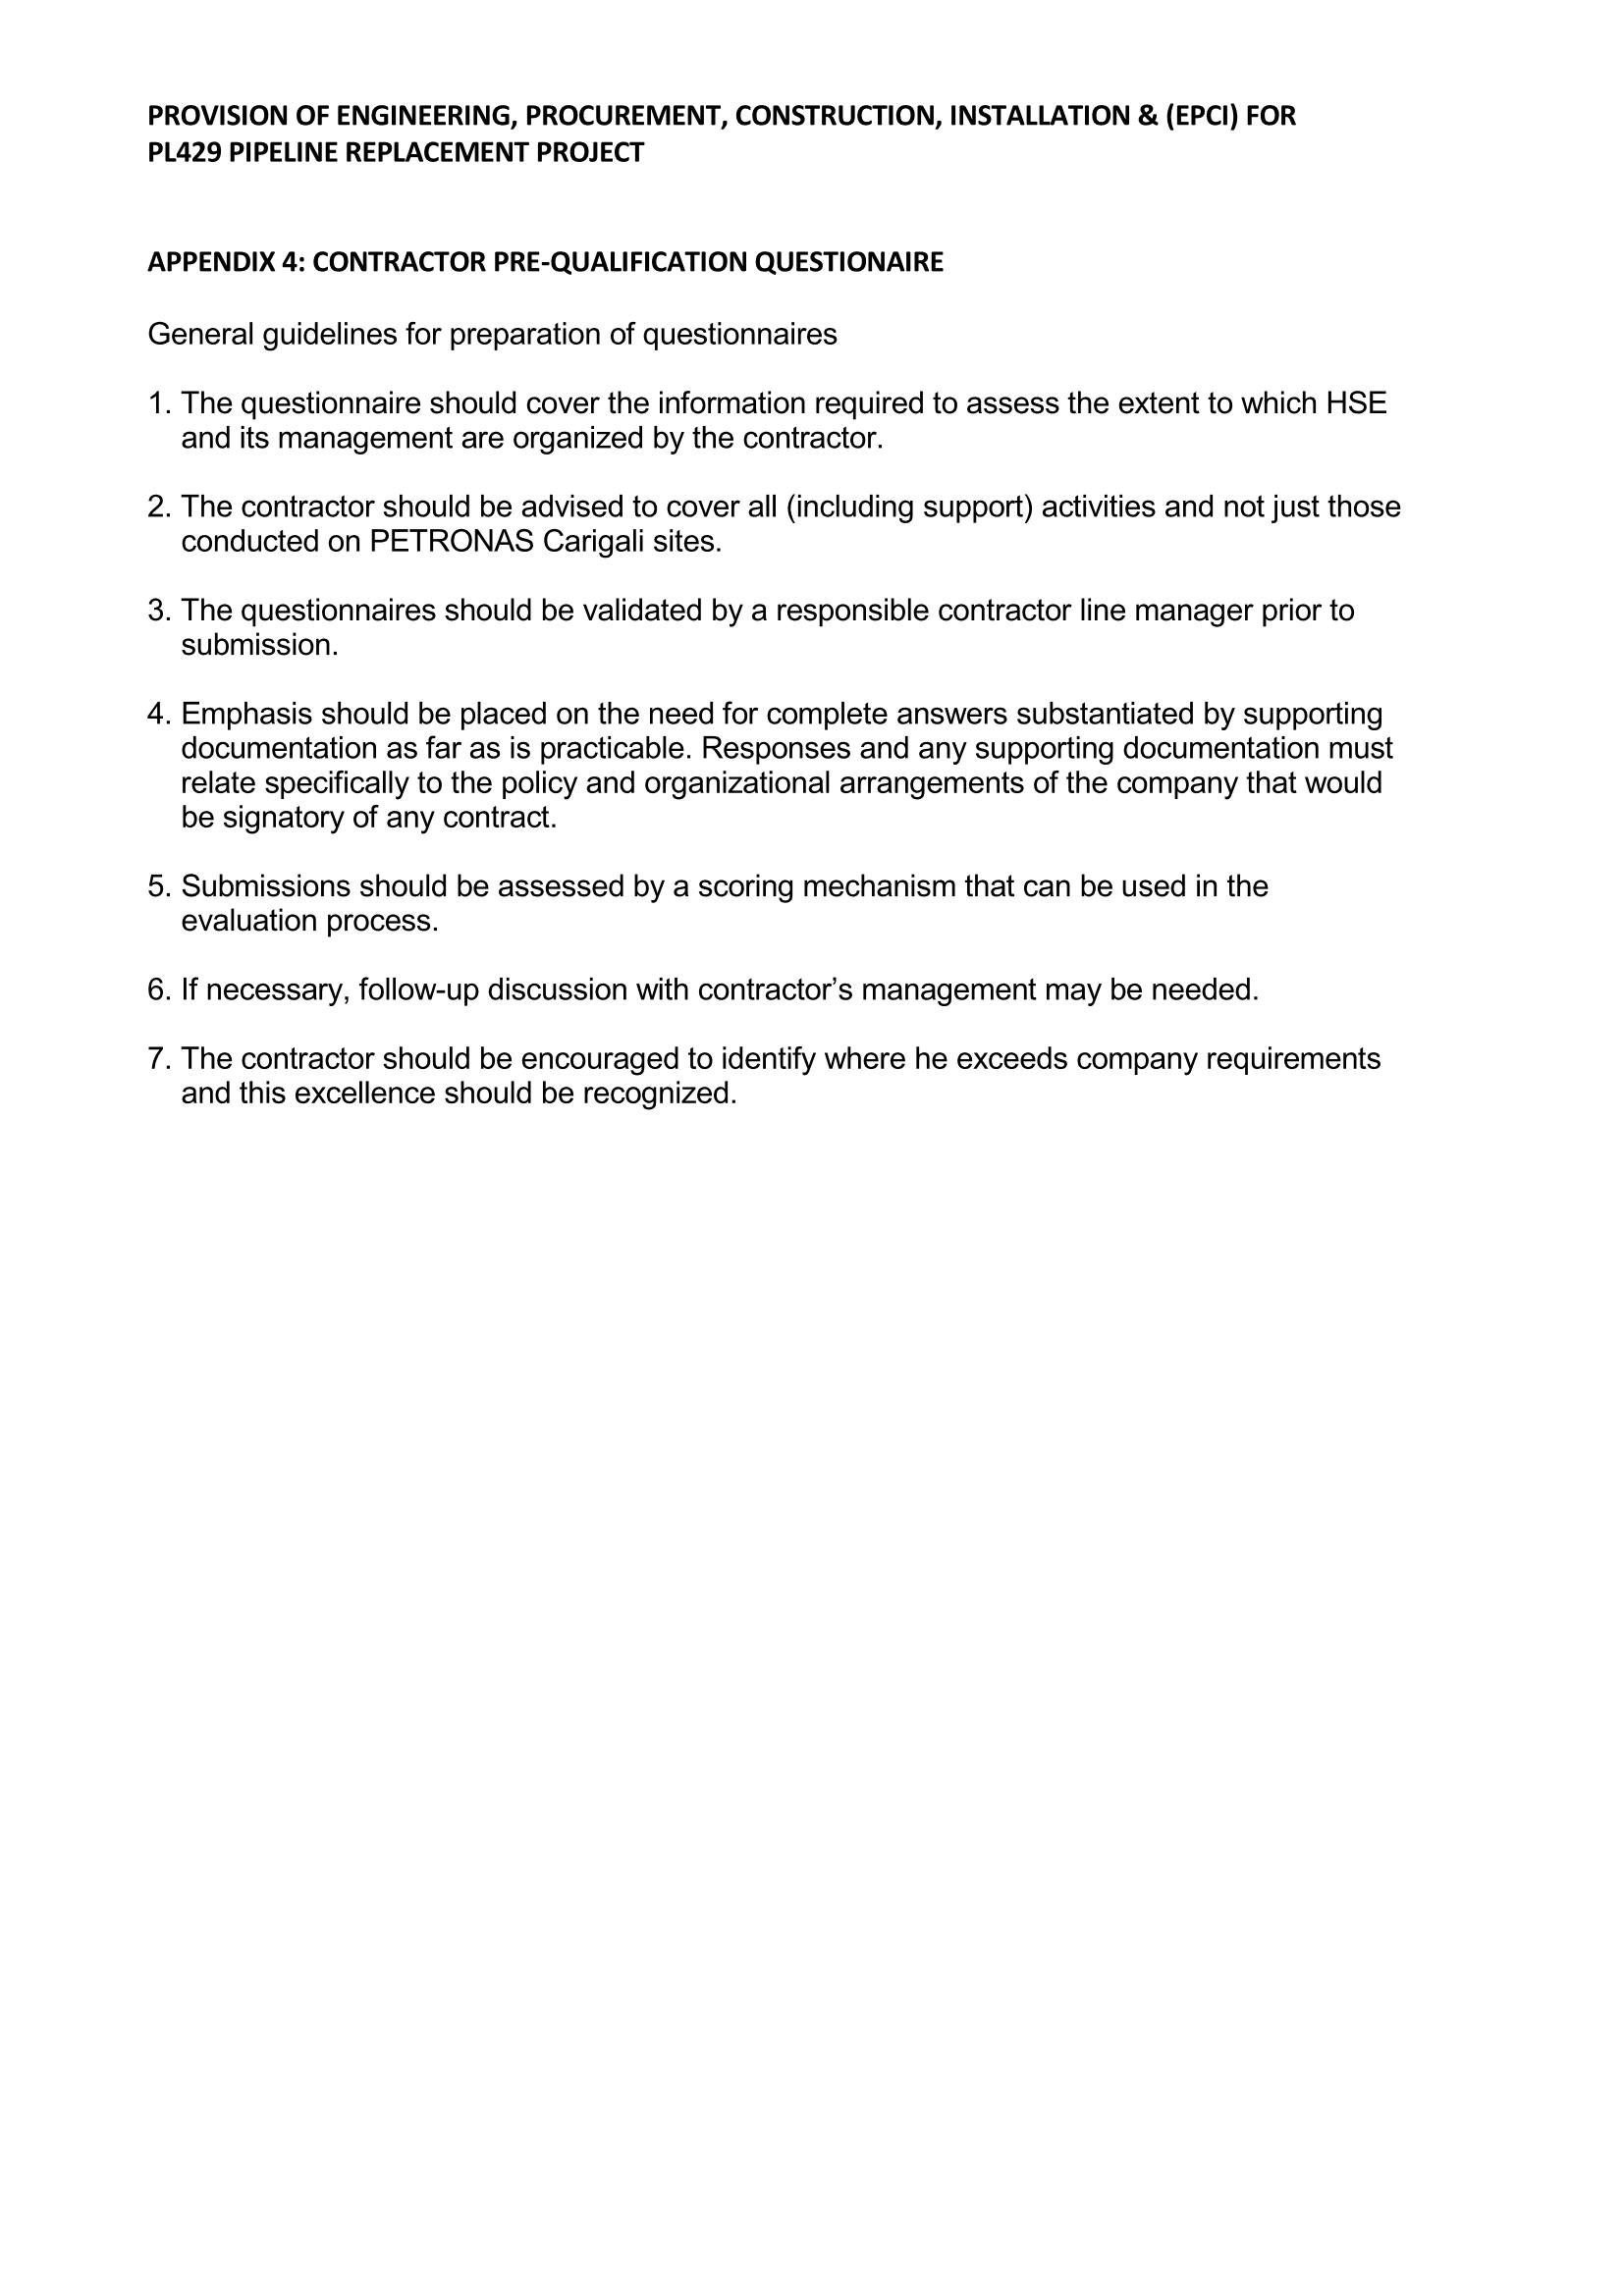 PROVISION OF ENGINEERING, PROCUREMENT, CONSTRUCTION, INSTALLATION & (EPCI) FOR
PL429 PIPELINE REPLACEMENT PROJECT
APPENDIX 4: CONTRACTOR PRE-QUALIFICATION QUESTIONAIRE
General guidelines for preparation of questionnaires
1. The questionnaire should cover the information required to assess the extent to which HSE
and its management are organized by the contractor.
2. The contractor should be advised to cover all (including support) activities and not just those
conducted on PETRONAS Carigali sites.
3. The questionnaires should be validated by a responsible contractor line manager prior to
submission.
4. Emphasis should be placed on the need for complete answers substantiated by supporting
documentation as far as is practicable. Responses and any supporting documentation must
relate specifically to the policy and organizational arrangements of the company that would
be signatory of any contract.
5. Submissions should be assessed by a scoring mechanism that can be used in the
evaluation process.
6. If necessary, follow-up discussion with contractor’s management may be needed.
7. The contractor should be encouraged to identify where he exceeds company requirements
and this excellence should be recognized.